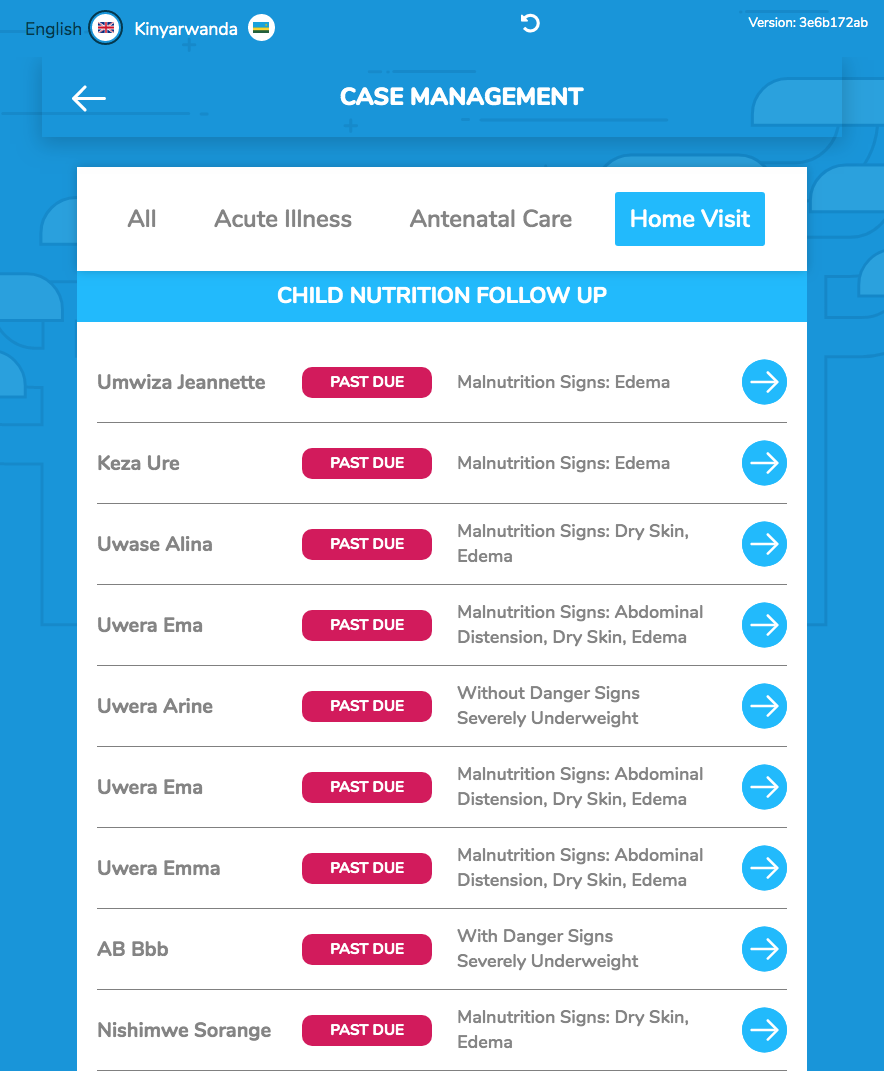 English Kinyarwanda Version: 3e6b172ab
CASE MANAGEMENT
All Acute Illness Antenatal Care Home Visit
CHILD NUTRITION FOLLOW UP
Umwiza Jeannette PAST DUE Malnutrition Signs: Edema
Keza Ure PAST DUE Malnutrition Signs: Edema
Uwase Alina PAST DUE Malnutrition Signs: Dry Skin,
Edema
Uwera Ema PAST DUE Malnutrition Signs: Abdominal
Distension, Dry Skin, Edema
Uwera Arine PAST DUE Without Danger Signs
Severely Underweight
Uwera Ema PAST DUE Malnutrition Signs: Abdominal
Distension, Dry Skin, Edema
Uwera Emma PAST DUE Malnutrition Signs: Abdominal
Distension, Dry Skin, Edema
AB Bbb PAST DUE With Danger Signs
Severely Underweight
Nishimwe Sorange PAST DUE Malnutrition Signs: Dry Skin,
Edema